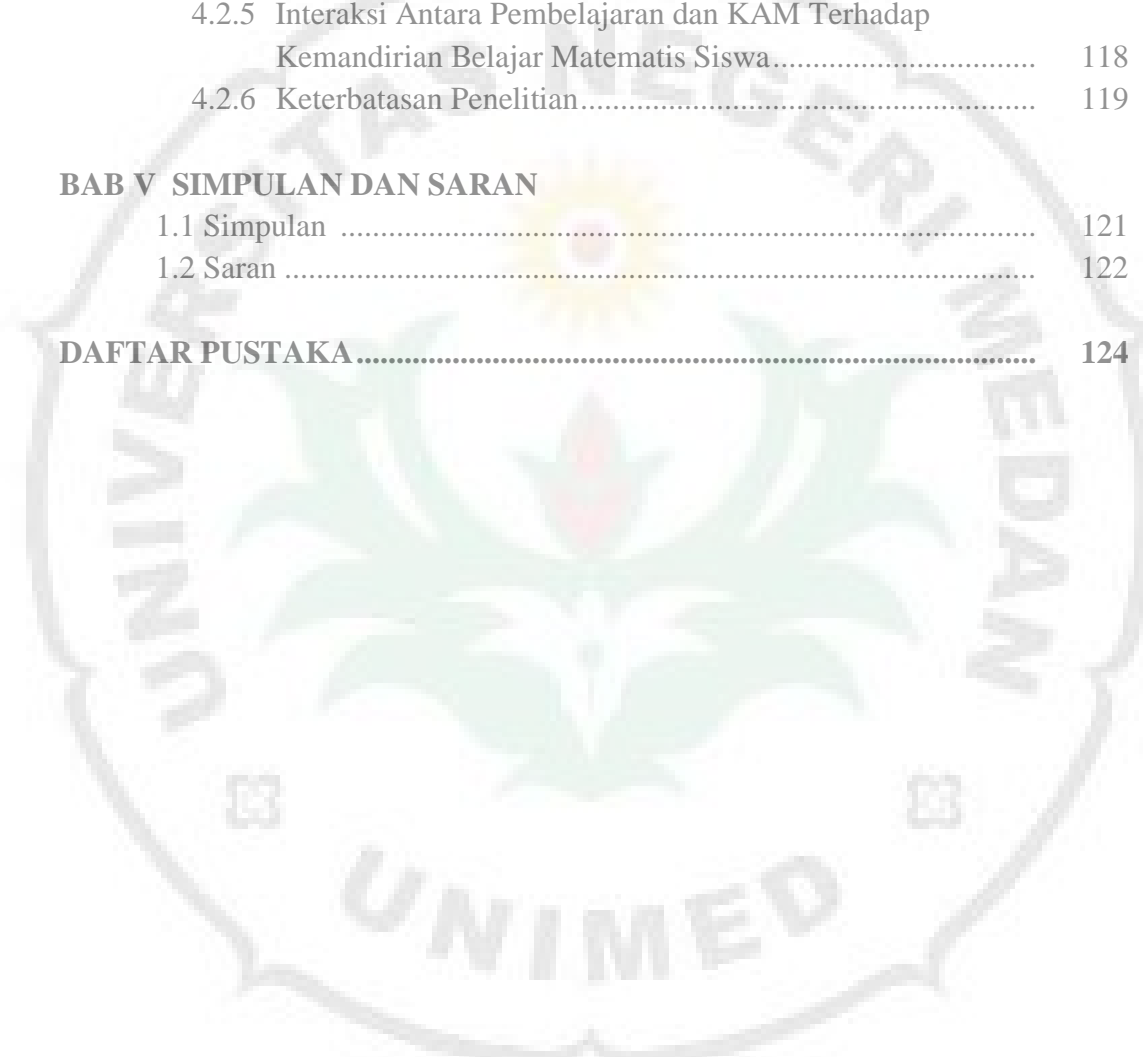 4.2.5 Interaksi Antara Pembelajaran dan KAM Terhadap
Kemandirian Belajar Matematis Siswa................................. 118
4.2.6 Keterbatasan Penelitian......................................................... 119
BAB V SIMPULAN DAN SARAN
1.1 Simpulan ....................................................................................... 121
1.2 Saran .............................................................................................. 122
DAFTAR PUSTAKA..................................................................................... 124
UNIVERSITAS NEGERI MEDAN
UNIMED